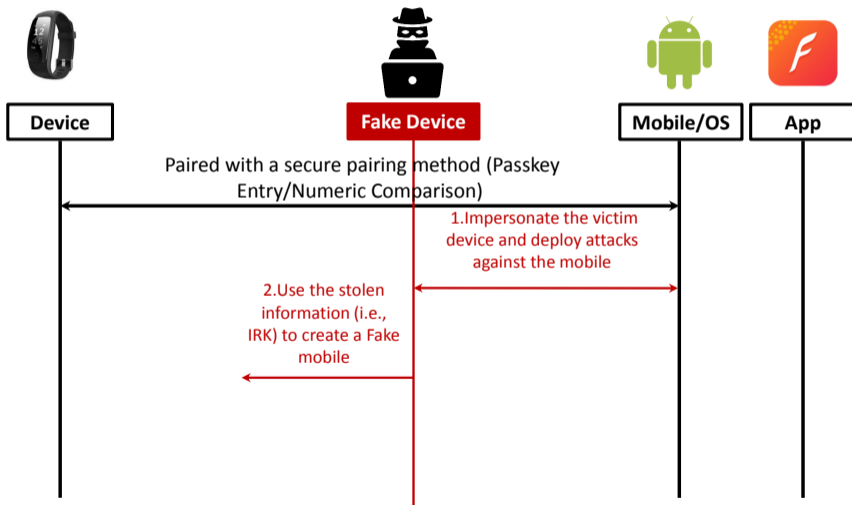 Device
Fake Device
Mobile/OS
App
Paired with a secure pairing method (Passkey
Entry/Numeric Comparison)
1.Impersonate the victim
device and deploy attacks
against the mobile
2.Use the stolen
information (i.e.,
IRK) to create a Fake
mobile